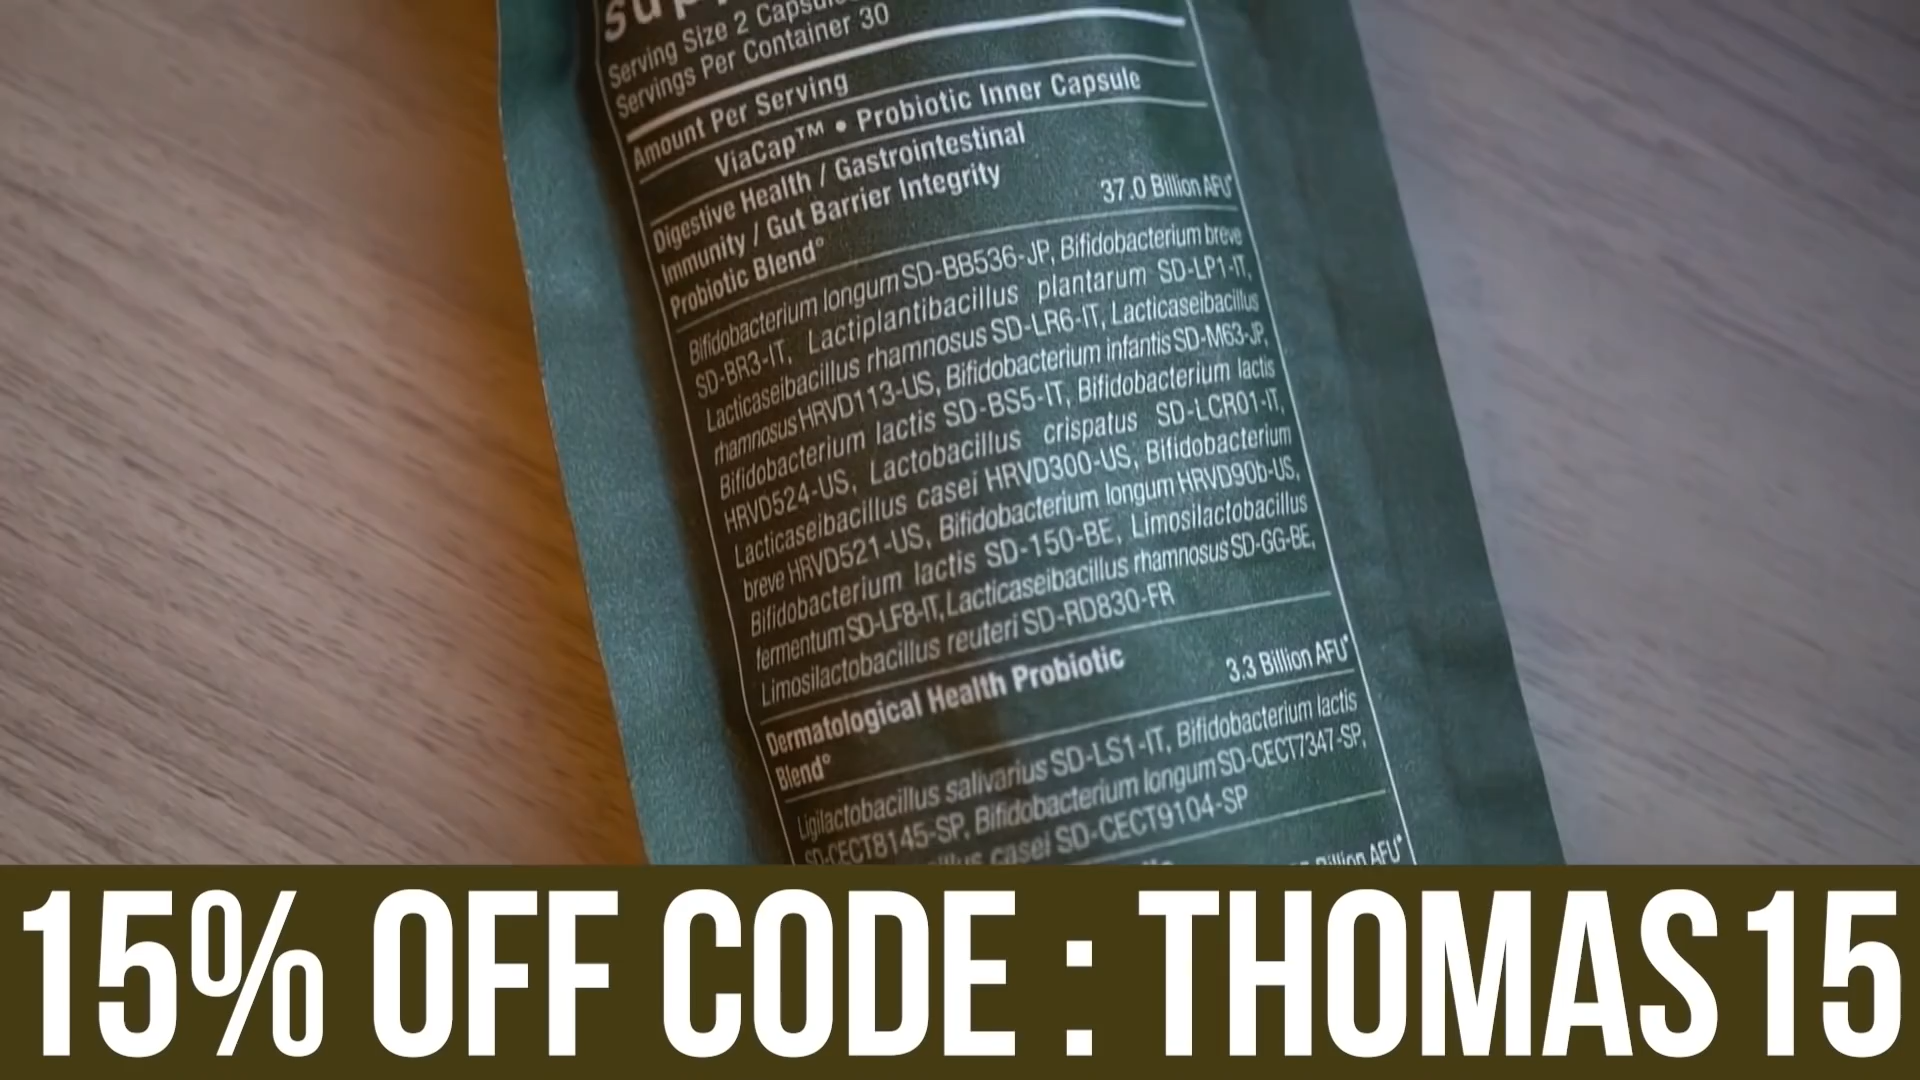 Serving Size 2
Servings Per Container 30
Amount Per Serving
ViaCap™ • Probiotic Inner Capsule
Digestive Health / Gastrointestinal
Immunity / Gut Barrier Integrity
Probiotic Blend° 37.0 Billion AFU*
Bifidobacterium longum SD-BB536-JP, Bifidobacterium breve
SD-BR3-IT, Lactiplantibacillus plantarum SD-LP1-IT,
Lacticaseibacillus rhamnosus SD-LR6-IT, Lacticaseibacillus
rhamnosus HRVD113-US, Bifidobacterium infantis SD-M63-JP,
Bifidobacterium lactis SD-BS5-IT, Bifidobacterium lactis
HRVD524-US, Lactobacillus crispatus SD-LCR01-IT,
Lacticaseibacillus casei HRVD300-US, Bifidobacterium
breve HRVD521-US, Bifidobacterium longum HRVD90b-US,
Bifidobacterium lactis SD-150-BE, Limosilactobacillus
fermentum SD-LF8-IT, Lacticaseibacillus rhamnosus SD-GG-BE,
Limosilactobacillus reuteri SD-RD830-FR
Dermatological Health Probiotic
Blend° 3.3 Billion AFU*
Ligilactobacillus salivarius SD-LS1-IT, Bifidobacterium lactis
SD-CECT8145-SP, Bifidobacterium longum SD-CECT7347-SP,
casei SD-CECT9104-SP
Billion AFU*
15% OFF CODE : THOMAS15